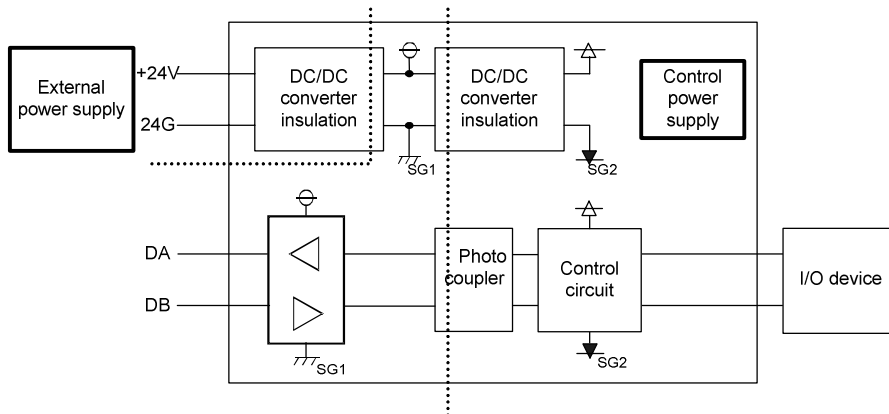 External
power supply
+24V
24G
DC/DC
converter
insulation
SG1
DC/DC
converter
insulation
SG2
Control
power
supply
DA
DB
SG1
Photo
coupler
Control
circuit
SG2
I/O device